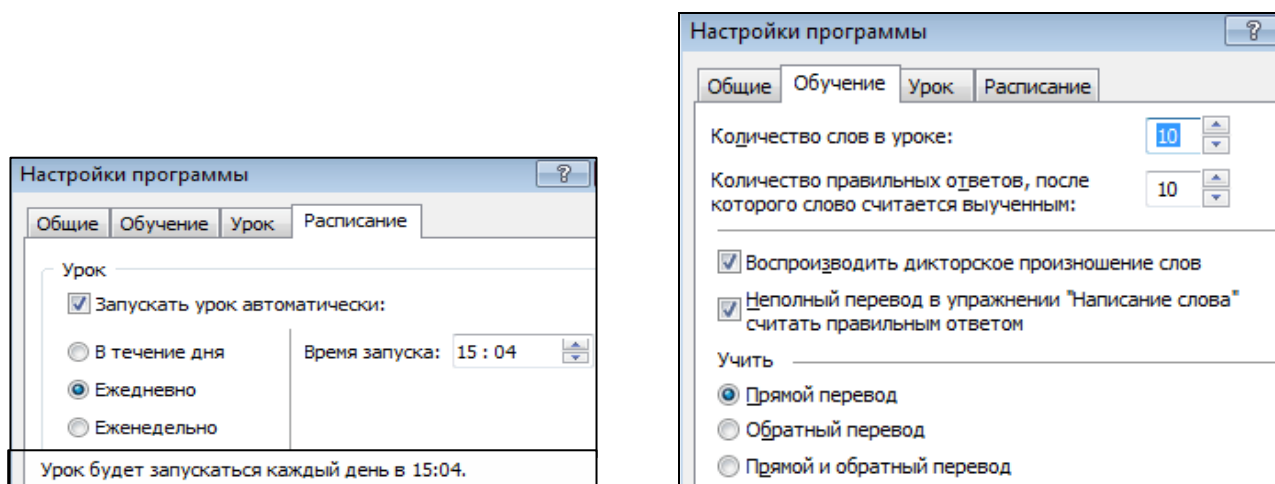 Настройки программы
Общие Обучение Урок Расписание
Урок
Запускать урок автоматически:
В течение дня Время запуска: 15 : 04
Ежедневно
Еженедельно
Урок будет запускаться каждый день в 15:04.
Настройки программы ?
Общие Обучение Урок Расписание
Количество слов в уроке: 10
Количество правильных ответов, после
которого слово считается выученным: 10
Воспроизводить дикторское произношение слов
Неполный перевод в упражнении "Написание слова"
считать правильным ответом
Учить
Прямой перевод
Обратный перевод
Прямой и обратный перевод